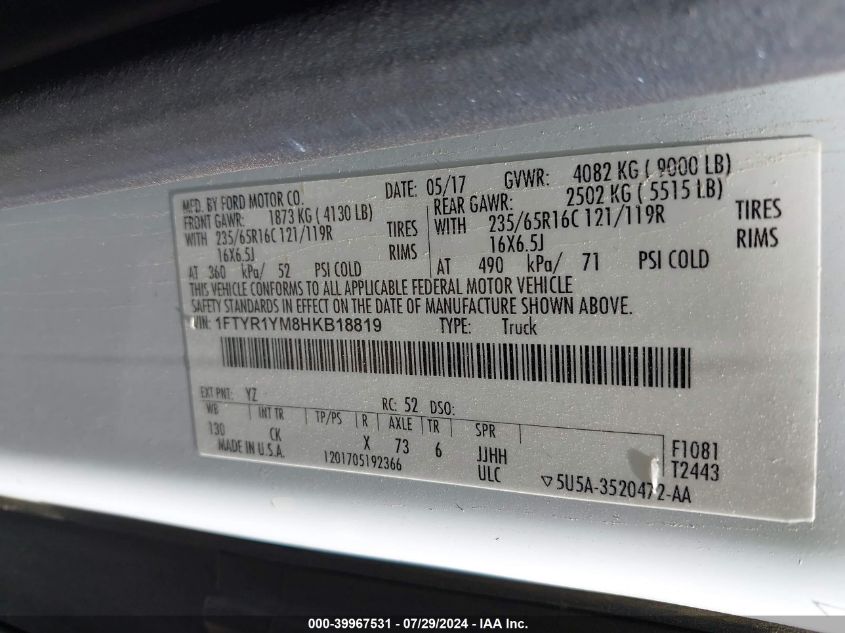 MFD. BY FORD MOTOR CO. DATE: 05/17 GVWR: 4082 KG ( 9000 LB)
FRONT GAWR: 1873 KG ( 4130 LB) REAR GAWR: 2502 KG ( 5515 LB)
WITH 235/65R16C 121/119R TIRES WITH 235/65R16C 121/119R TIRES
16X6.5J RIMS 16X6.5J RIMS
AT 360 kPa/ 52 PSI COLD AT 490 kPa/ 71 PSI COLD
THIS VEHICLE CONFORMS TO ALL APPLICABLE FEDERAL MOTOR VEHICLE
SAFETY STANDARDS IN EFFECT ON THE DATE OF MANUFACTURE SHOWN ABOVE.
VIN: 1FTYR1YM8HKB18819 TYPE: Truck
EXT PNT: YZ RC: 52 DSO:
WB INT TR TP/PS R AXLE TR SPR
130 CK X 73 6 JJHH F1081
MADE IN U.S.A. 1201705192366 ULC T2443
▽5U5A-3520472-AA
000-39967531 - 07/29/2024 - IAA Inc.